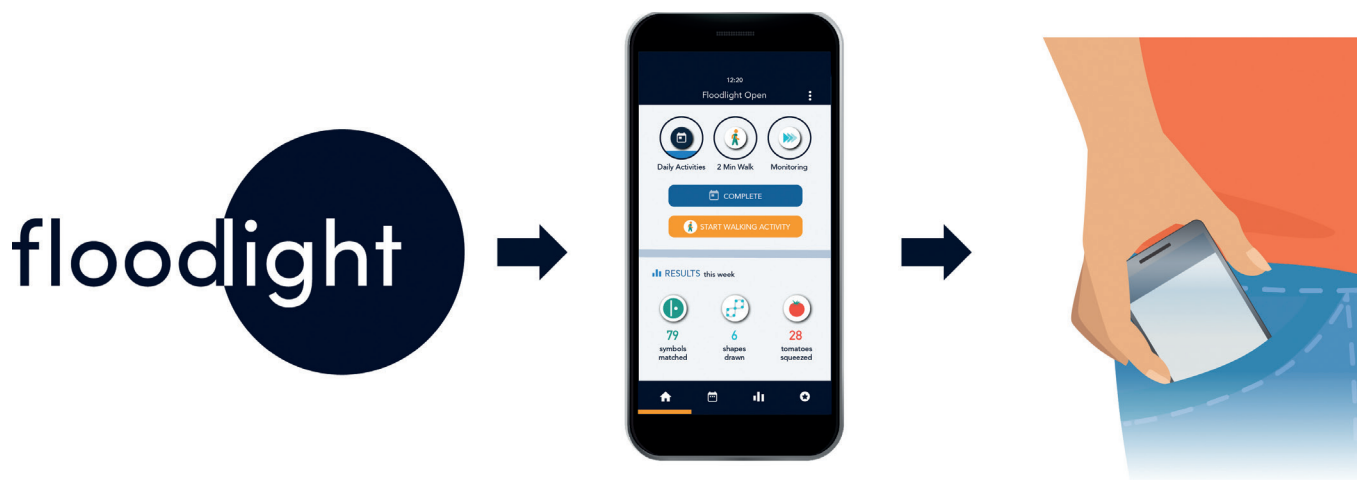 floodlight
12:20
Floodlight Open
Daily Activities 2 Min Walk Monitoring
COMPLETE
START WALKING ACTIVITY
RESULTS this week
79 6 28
symbols shapes tomatoes
matched drawn squeezed